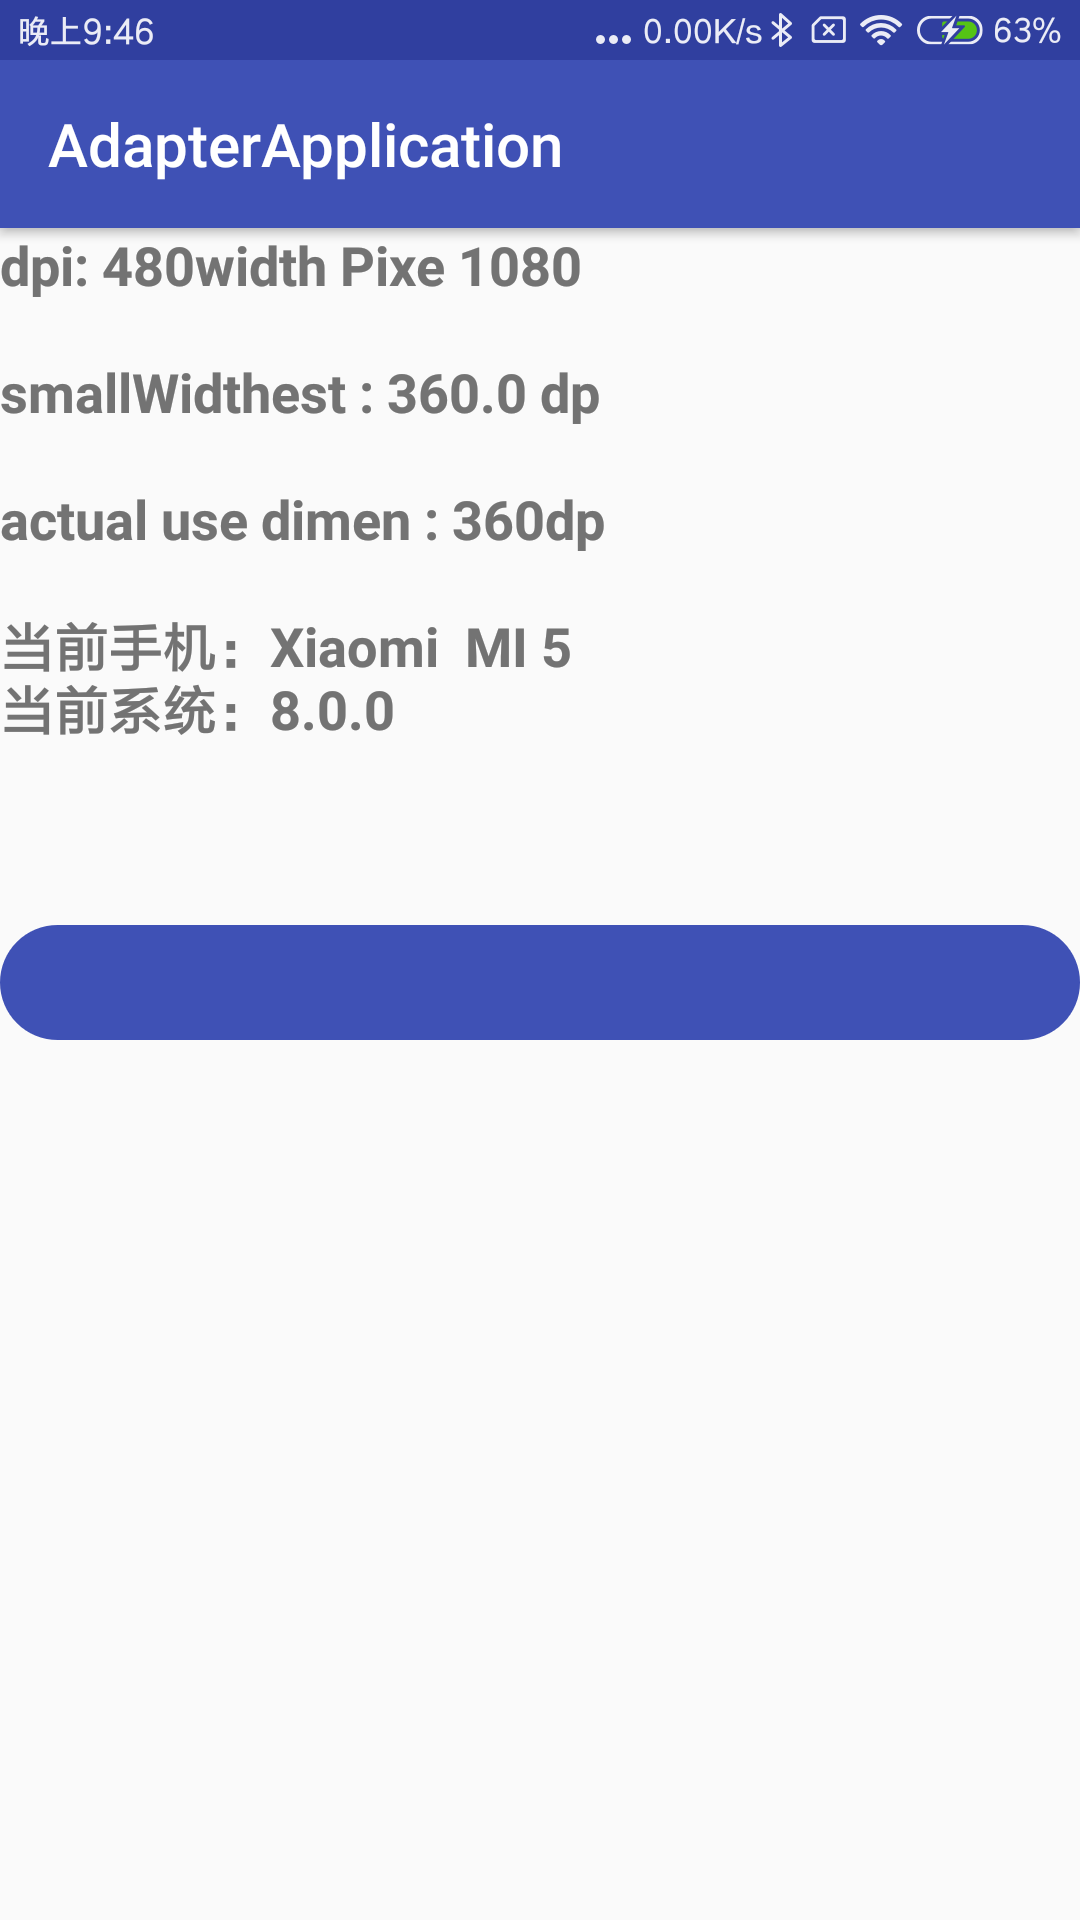 晚上9:46 ... 0.00K/s 63%
AdapterApplication
dpi: 480width Pixe 1080
smallWidthest : 360.0 dp
actual use dimen : 360dp
当前手机：Xiaomi  MI 5
当前系统：8.0.0